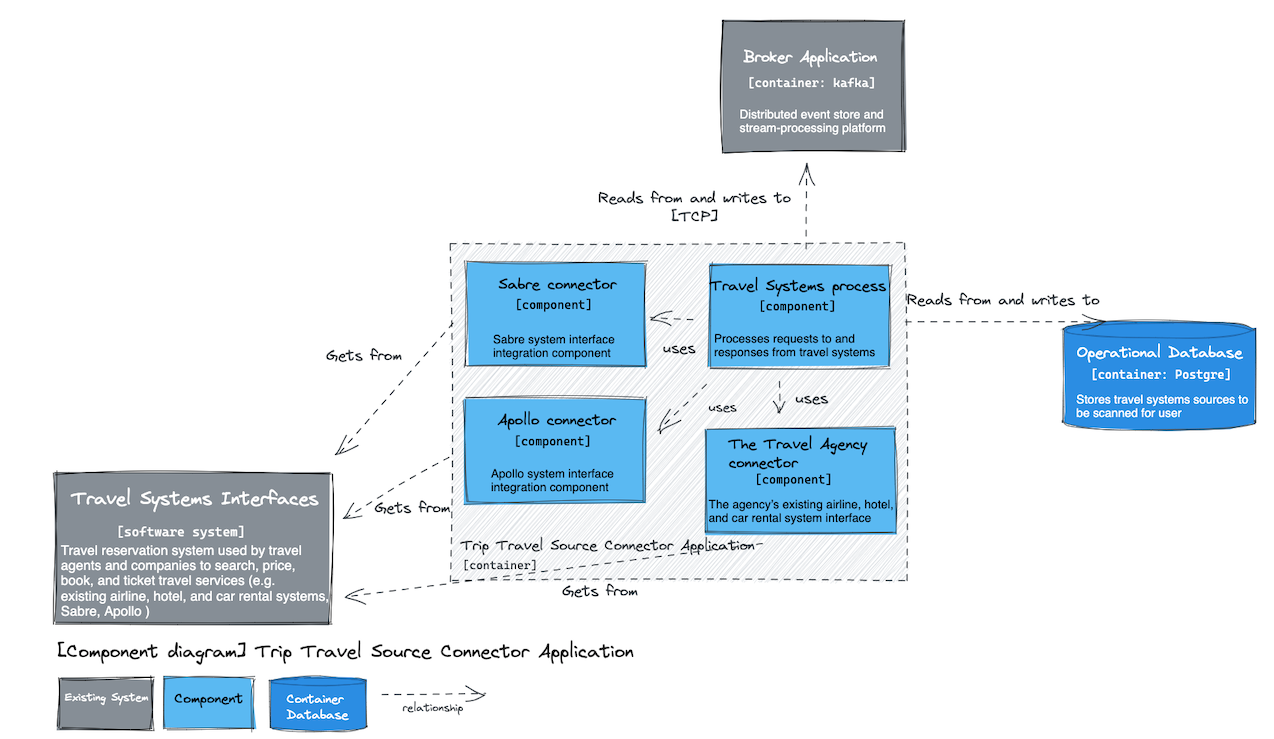 Broker Application
[container: kafka]
Distributed event store and
stream-processing platform
Reads from and writes to
[TCP]
Sabre connector
[component]
Sabre system interface
integration component
Travel Systems process
[component]
Processes requests to and
responses from travel systems
Reads from and writes to
Operational Database
[container: Postgre]
Stores travel systems sources to
be scanned for user
uses
Gets from
uses
uses
Apollo connector
[component]
Apollo system interface
integration component
The Travel Agency
connector
[component]
The agency's existing airline, hotel,
and car rental system interface
Gets from
Trip Travel Source Connector Application
[container]
Gets from
Travel Systems Interfaces
[software system]
Travel reservation system used by travel
agents and companies to search, price,
book, and ticket travel services (e.g.
existing airline, hotel, and car rental systems,
Sabre, Apollo )
[Component diagram] Trip Travel Source Connector Application
Existing System
Component
Container
Database
relationship